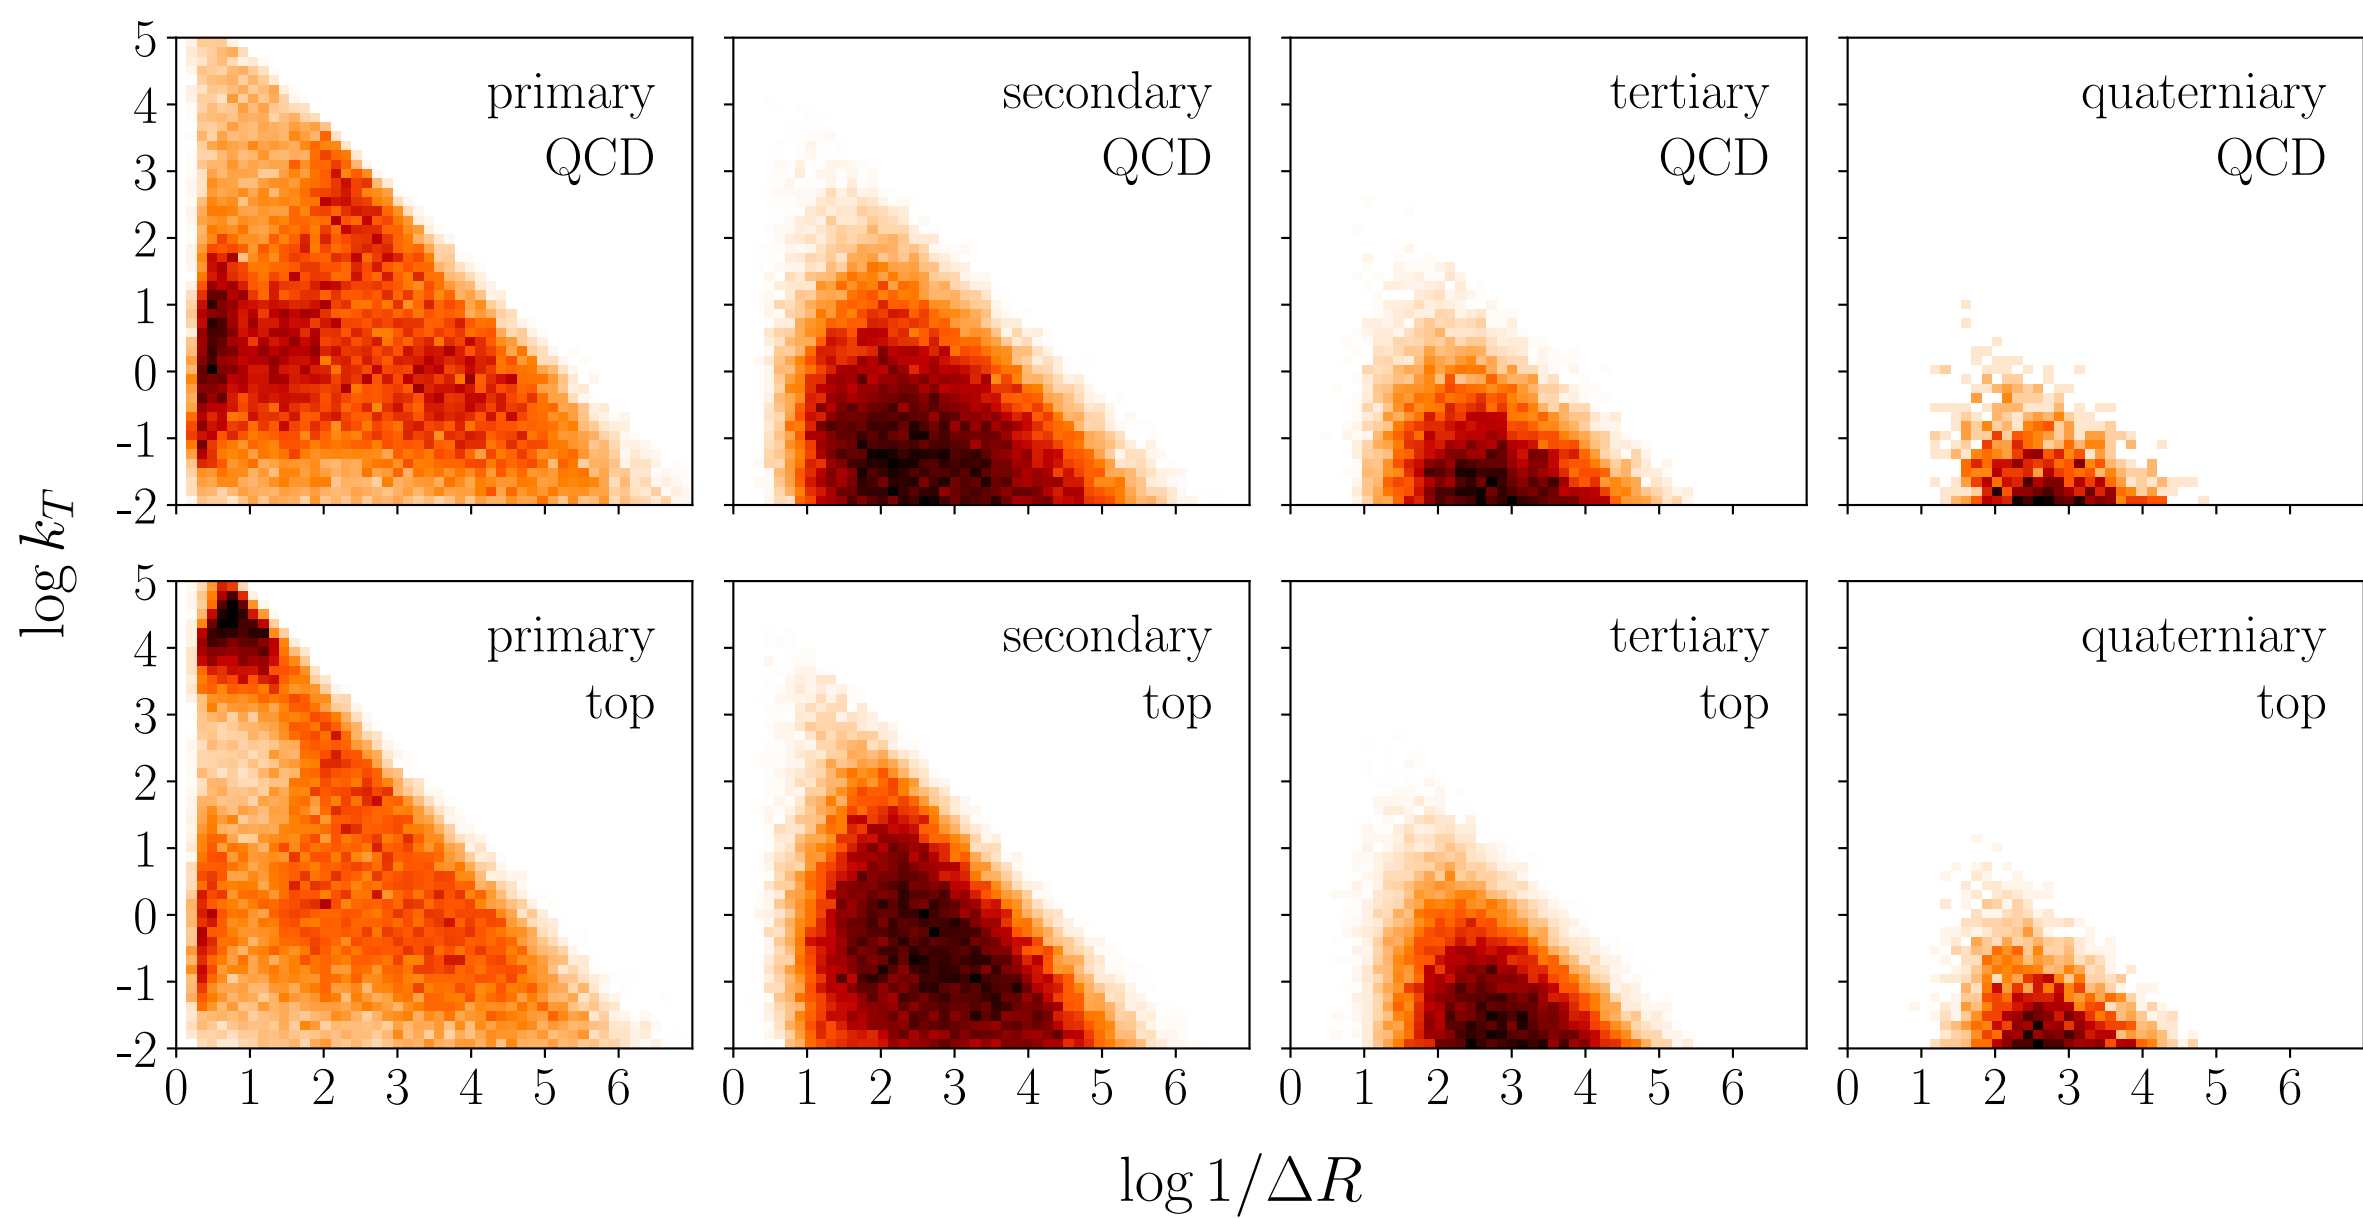 5
4
3
2
1
0
-1
-2
primary
QCD
secondary
QCD
tertiary
QCD
quaterniary
QCD
log k_T
5
4
3
2
1
0
-1
-2
primary
top
secondary
top
tertiary
top
quaterniary
top
0 1 2 3 4 5 6
0 1 2 3 4 5 6
0 1 2 3 4 5 6
0 1 2 3 4 5 6
log 1/ΔR